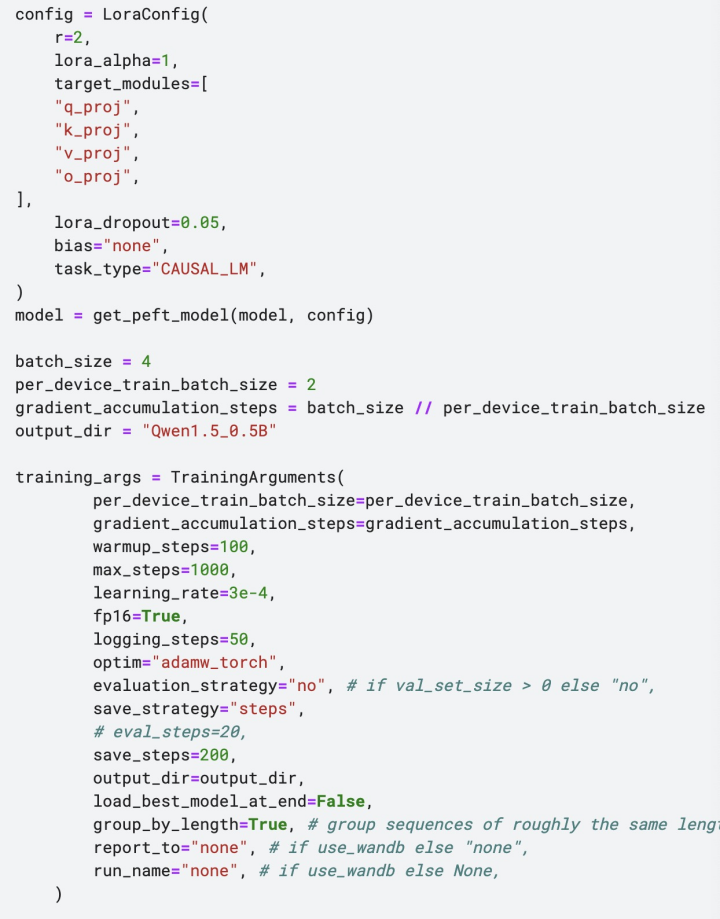 config = LoraConfig(
    r=2,
    lora_alpha=1,
    target_modules=[
    "q_proj",
    "k_proj",
    "v_proj",
    "o_proj",
],
    lora_dropout=0.05,
    bias="none",
    task_type="CAUSAL_LM",
)
model = get_peft_model(model, config)

batch_size = 4
per_device_train_batch_size = 2
gradient_accumulation_steps = batch_size // per_device_train_batch_size
output_dir = "Qwen1.5_0.5B"

training_args = TrainingArguments(
        per_device_train_batch_size=per_device_train_batch_size,
        gradient_accumulation_steps=gradient_accumulation_steps,
        warmup_steps=100,
        max_steps=1000,
        learning_rate=3e-4,
        fp16=True,
        logging_steps=50,
        optim="adamw_torch",
        evaluation_strategy="no", # if val_set_size > 0 else "no",
        save_strategy="steps",
        # eval_steps=20,
        save_steps=200,
        output_dir=output_dir,
        load_best_model_at_end=False,
        group_by_length=True, # group sequences of roughly the same
        report_to="none", # if use_wandb else "none",
        run_name="none", # if use_wandb else None,
    )